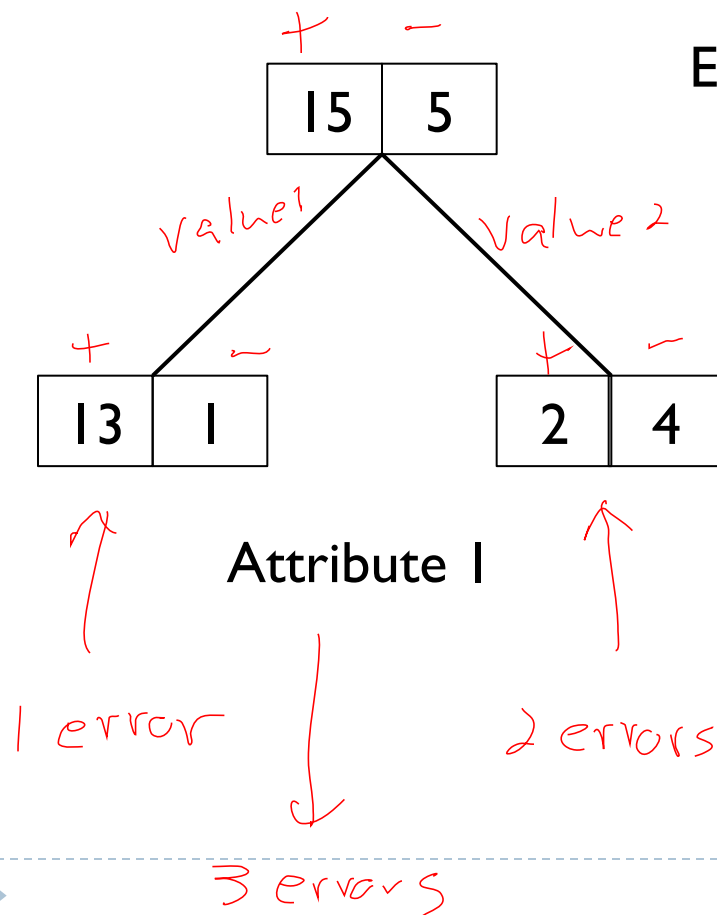 + −
E
15 5
value1 value 2
+ − + −
13 1 2 4
Attribute 1
1 error 2 errors
3 errors